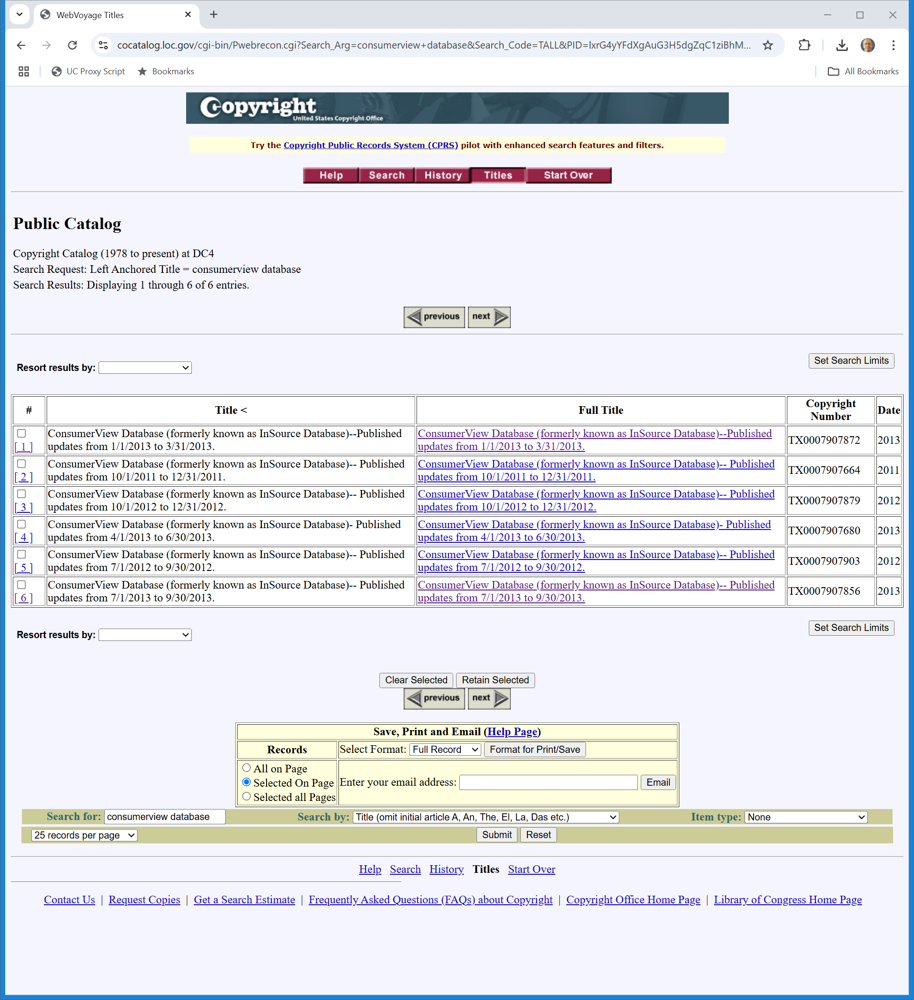 WebVoyage Titles
cocatalog.loc.gov/cgi-bin/Pwebrecon.cgi?Search_Arg=consumerview+database&Search_Code=TALL&PID=lxrG4yYFdXgAuG3H5dgZqC1ziBhM...
UC Proxy Script Bookmarks All Bookmarks
Copyright
United States Copyright Office
Try the Copyright Public Records System (CPRS) pilot with enhanced search features and filters.
Help Search History Titles Start Over
Public Catalog
Copyright Catalog (1978 to present) at DC4
Search Request: Left Anchored Title = consumerview database
Search Results: Displaying 1 through 6 of 6 entries.
previous next
Resort results by: Set Search Limits
# Title < Full Title Copyright Number Date
[ 1 ] ConsumerView Database (formerly known as InSource Database)--Published updates from 1/1/2013 to 3/31/2013. ConsumerView Database (formerly known as InSource Database)--Published updates from 1/1/2013 to 3/31/2013. TX0007907872 2013
[ 2 ] ConsumerView Database (formerly known as InSource Database)-- Published updates from 10/1/2011 to 12/31/2011. ConsumerView Database (formerly known as InSource Database)-- Published updates from 10/1/2011 to 12/31/2011. TX0007907664 2011
[ 3 ] ConsumerView Database (formerly known as InSource Database)-- Published updates from 10/1/2012 to 12/31/2012. ConsumerView Database (formerly known as InSource Database)-- Published updates from 10/1/2012 to 12/31/2012. TX0007907879 2012
[ 4 ] ConsumerView Database (formerly known as InSource Database)- Published updates from 4/1/2013 to 6/30/2013. ConsumerView Database (formerly known as InSource Database)- Published updates from 4/1/2013 to 6/30/2013. TX0007907680 2013
[ 5 ] ConsumerView Database (formerly known as InSource Database)-- Published updates from 7/1/2012 to 9/30/2012. ConsumerView Database (formerly known as InSource Database)-- Published updates from 7/1/2012 to 9/30/2012. TX0007907903 2012
[ 6 ] ConsumerView Database (formerly known as InSource Database)-- Published updates from 7/1/2013 to 9/30/2013. ConsumerView Database (formerly known as InSource Database)-- Published updates from 7/1/2013 to 9/30/2013. TX0007907856 2013
Resort results by: Set Search Limits
Clear Selected Retain Selected
previous next
Save, Print and Email (Help Page)
Records Select Format: Full Record Format for Print/Save
All on Page
Selected On Page Enter your email address: Email
Selected all Pages
Search for: consumerview database Search by: Title (omit initial article A, An, The, El, La, Das etc.) Item type: None
25 records per page Submit Reset
Help Search History Titles Start Over
Contact Us | Request Copies | Get a Search Estimate | Frequently Asked Questions (FAQs) about Copyright | Copyright Office Home Page | Library of Congress Home Page